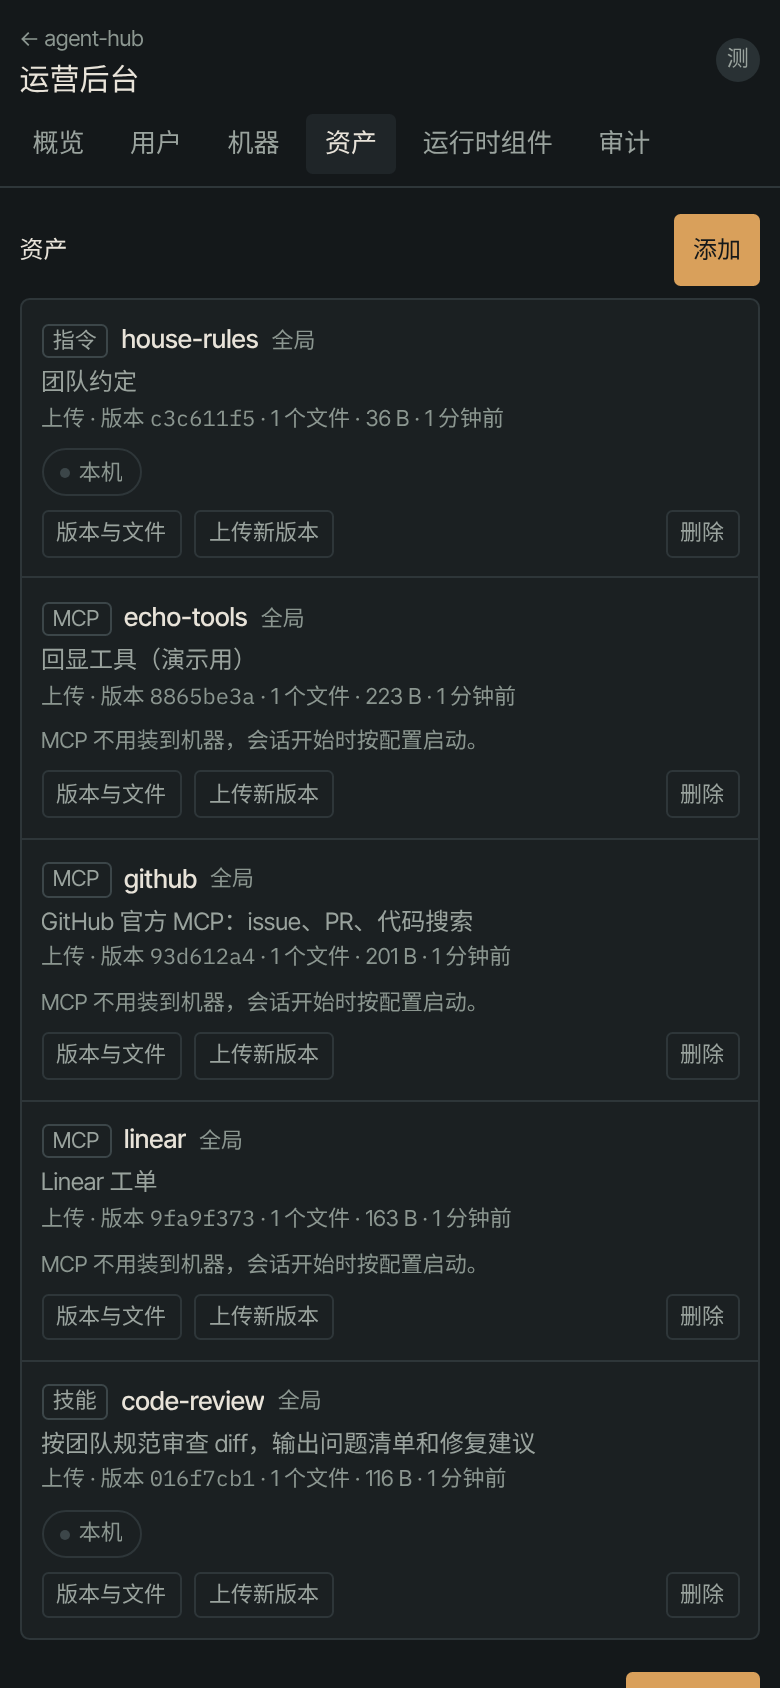 ← agent-hub
运营后台
测
概览 用户 机器 资产 运行时组件 审计
资产
添加
指令 house-rules 全局
团队约定
上传 · 版本 c3c611f5 · 1 个文件 · 36 B · 1 分钟前
本机
版本与文件 上传新版本 删除
MCP echo-tools 全局
回显工具（演示用）
上传 · 版本 8865be3a · 1 个文件 · 223 B · 1 分钟前
MCP 不用装到机器，会话开始时按配置启动。
版本与文件 上传新版本 删除
MCP github 全局
GitHub 官方 MCP：issue、PR、代码搜索
上传 · 版本 93d612a4 · 1 个文件 · 201 B · 1 分钟前
MCP 不用装到机器，会话开始时按配置启动。
版本与文件 上传新版本 删除
MCP linear 全局
Linear 工单
上传 · 版本 9fa9f373 · 1 个文件 · 163 B · 1 分钟前
MCP 不用装到机器，会话开始时按配置启动。
版本与文件 上传新版本 删除
技能 code-review 全局
按团队规范审查 diff，输出问题清单和修复建议
上传 · 版本 016f7cb1 · 1 个文件 · 116 B · 1 分钟前
本机
版本与文件 上传新版本 删除